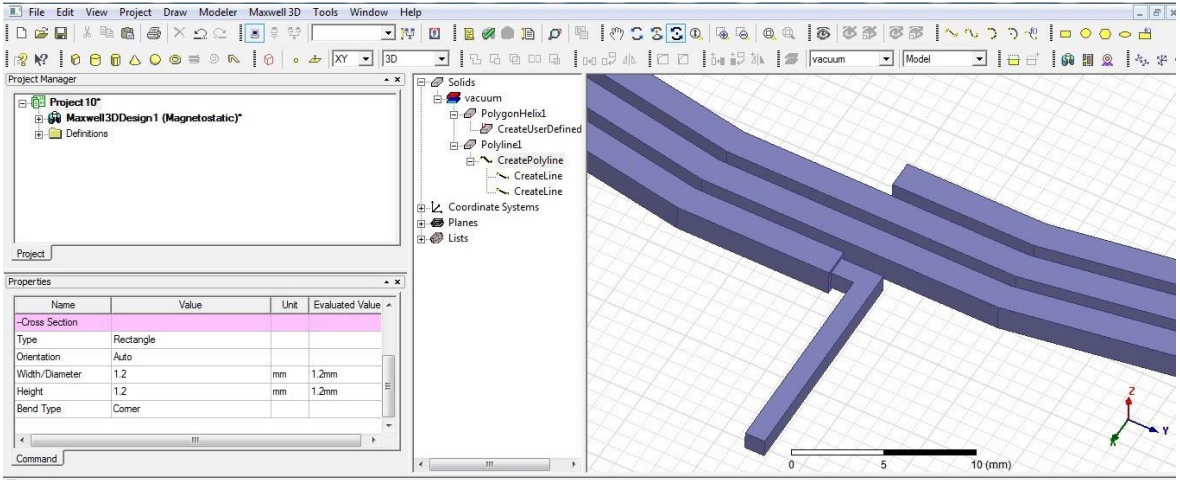 File Edit View Project Draw Modeler Maxwell 3D Tools Window Help
XY 3D vacuum Model
Project Manager
Project10*
Maxwell3DDesign1 (Magnetostatic)*
Definitions
Project
Properties
Name Value Unit Evaluated Value
-Cross Section
Type Rectangle
Orientation Auto
Width/Diameter 1.2 mm 1.2mm
Height 1.2 mm 1.2mm
Bend Type Corner
Command
Solids
vacuum
PolygonHelix1
CreateUserDefined
Polyline1
CreatePolyline
CreateLine
CreateLine
Coordinate Systems
Planes
Lists
Z
Y
X
0 5 10 (mm)